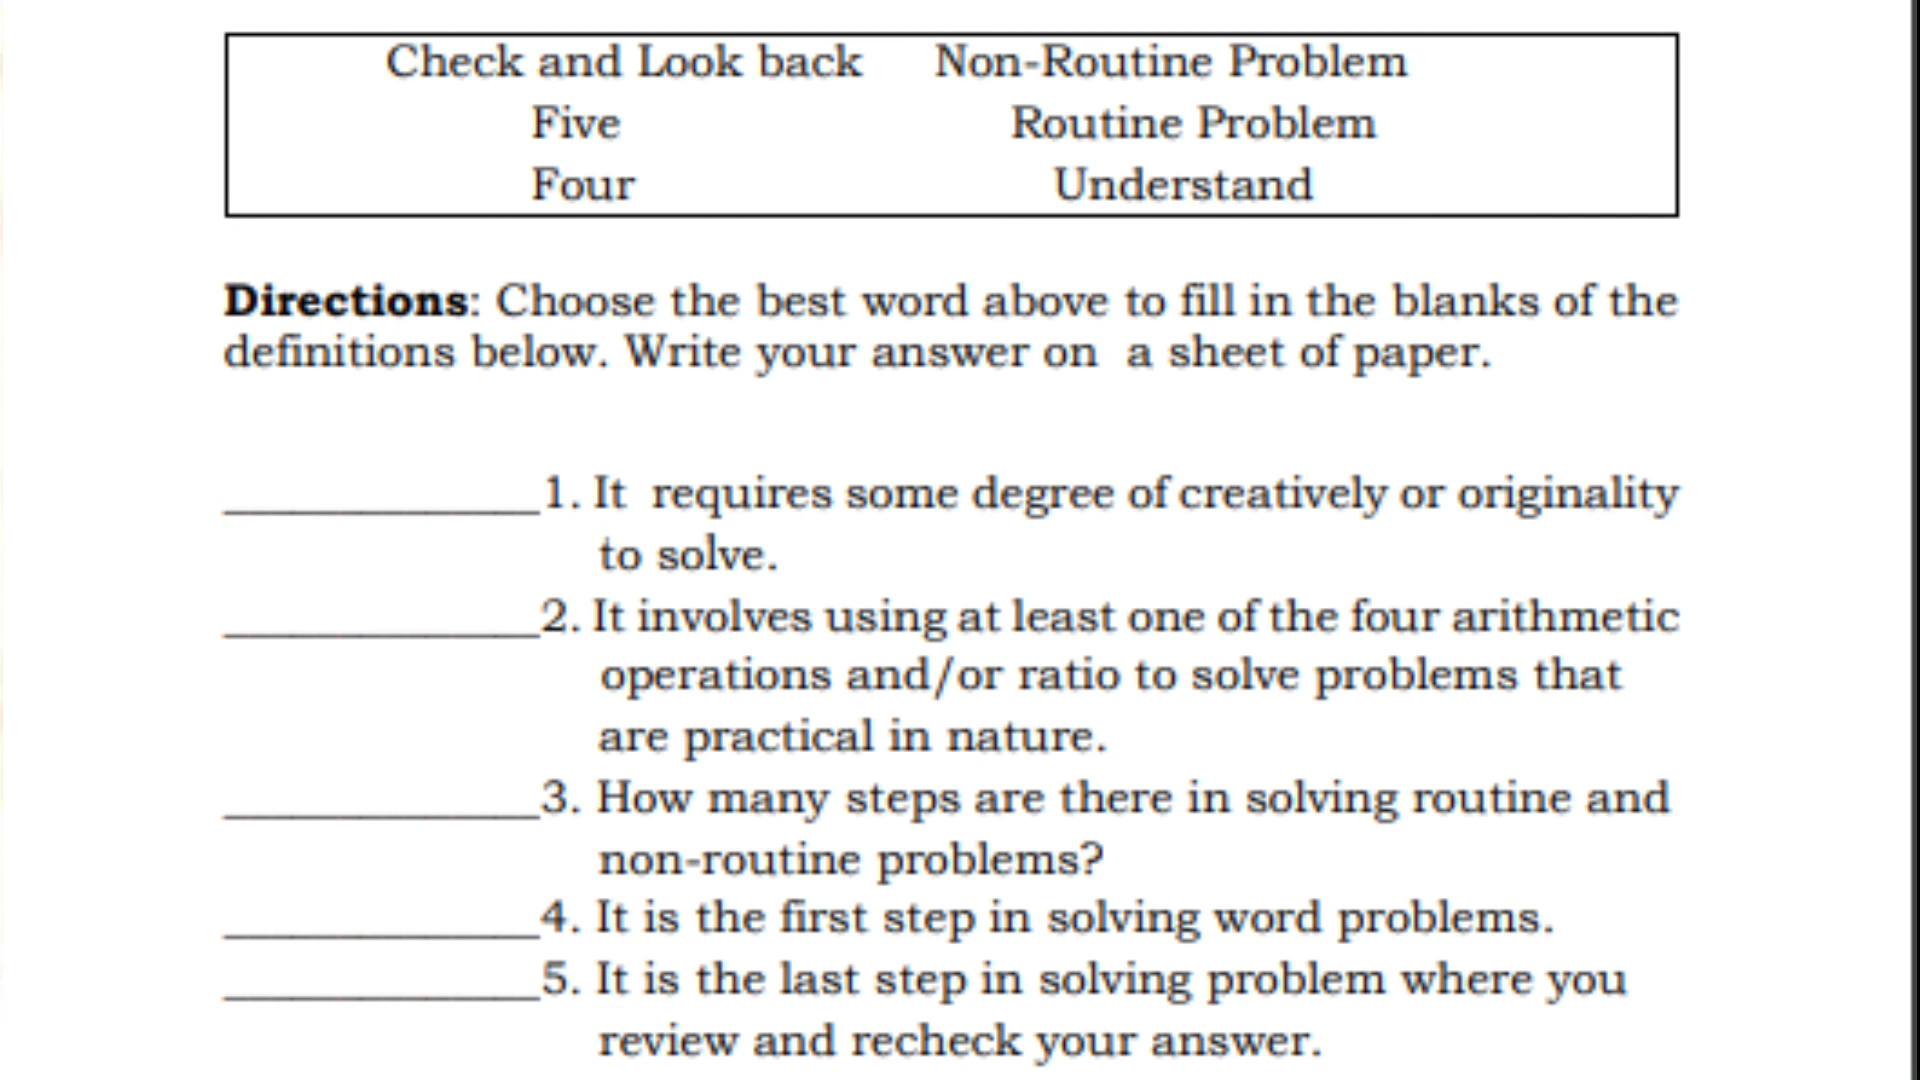 Check and Look back Non-Routine Problem
Five Routine Problem
Four Understand
Directions: Choose the best word above to fill in the blanks of the
definitions below. Write your answer on a sheet of paper.
______________1. It requires some degree of creatively or originality
to solve.
______________2. It involves using at least one of the four arithmetic
operations and/or ratio to solve problems that
are practical in nature.
______________3. How many steps are there in solving routine and
non-routine problems?
______________4. It is the first step in solving word problems.
______________5. It is the last step in solving problem where you
review and recheck your answer.